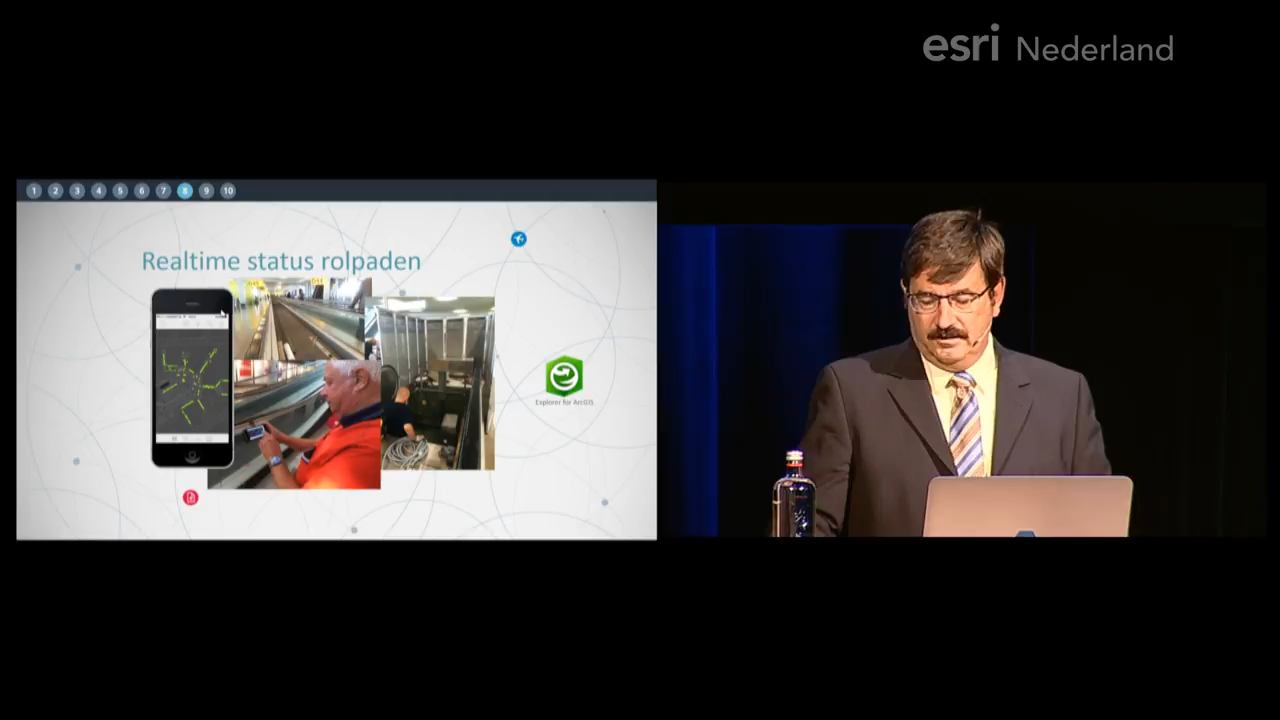 esri Nederland
1 2 3 4 5 6 7 8 9 10
Realtime status rolpaden
Explorer for ArcGIS